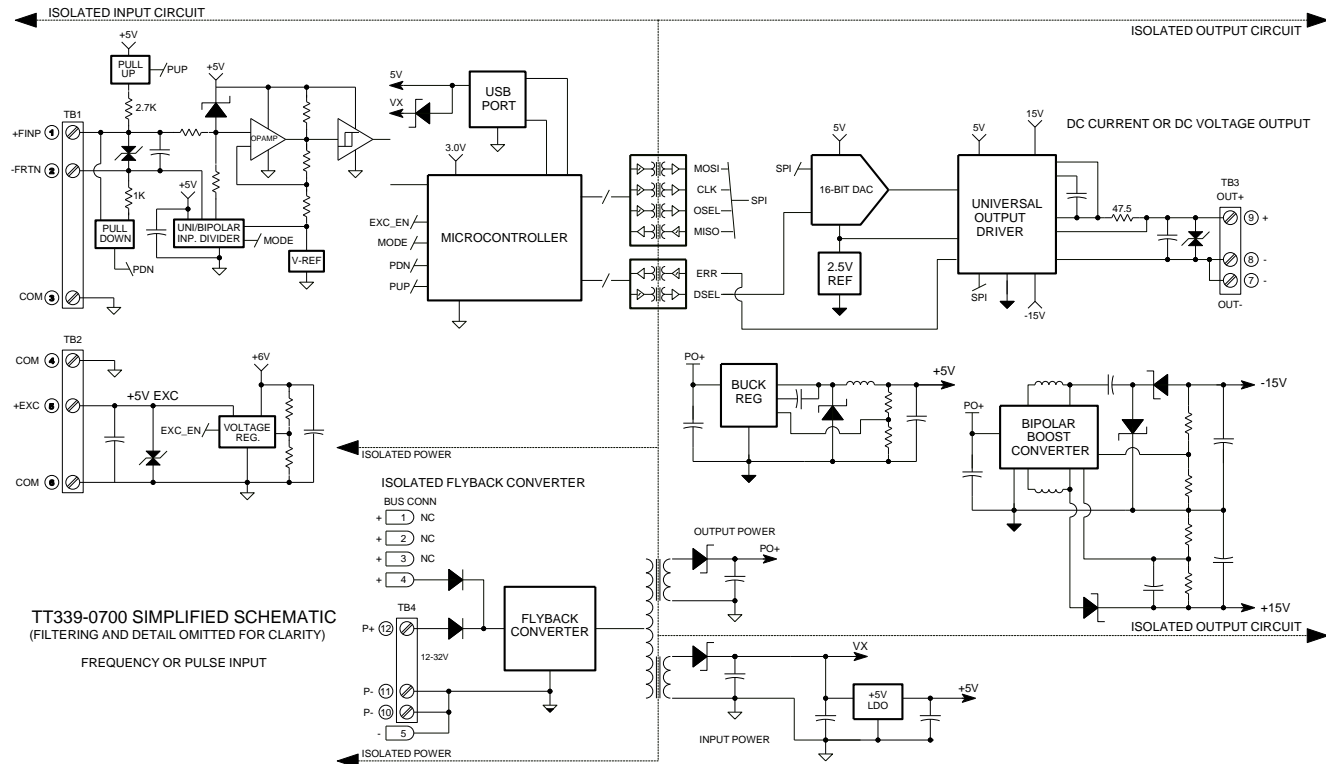 ISOLATED INPUT CIRCUIT
ISOLATED OUTPUT CIRCUIT
+5V
PULL
UP
PUP
2.7K
+5V
TB1
+FINP 1
-FRTN 2
OPAMP
1K
+5V
PULL
DOWN
PDN
UNI/BIPOLAR
INP. DIVIDER
MODE
V-REF
COM 3
5V
VX
USB
PORT
3.0V
EXC_EN
MODE
PDN
PUP
MICROCONTROLLER
MOSI
CLK
OSEL
MISO
SPI
ERR
DSEL
5V
SPI
16-BIT DAC
2.5V
REF
5V
15V
UNIVERSAL
OUTPUT
DRIVER
SPI
-15V
DC CURRENT OR DC VOLTAGE OUTPUT
47.5
TB3
OUT+
9 +
8 -
7 -
OUT-
TB2
COM 4
+EXC 5
COM 6
+5V EXC
+6V
EXC_EN
VOLTAGE
REG.
PO+
BUCK
REG
+5V
PO+
BIPOLAR
BOOST
CONVERTER
-15V
+15V
ISOLATED POWER
ISOLATED FLYBACK CONVERTER
BUS CONN
+ 1 NC
+ 2 NC
+ 3 NC
+ 4
TB4
P+ 12
12-32V
P- 11
P- 10
- 5
FLYBACK
CONVERTER
OUTPUT POWER
PO+
ISOLATED OUTPUT CIRCUIT
VX
+5V
LDO
+5V
INPUT POWER
ISOLATED POWER
TT339-0700 SIMPLIFIED SCHEMATIC
(FILTERING AND DETAIL OMITTED FOR CLARITY)
FREQUENCY OR PULSE INPUT